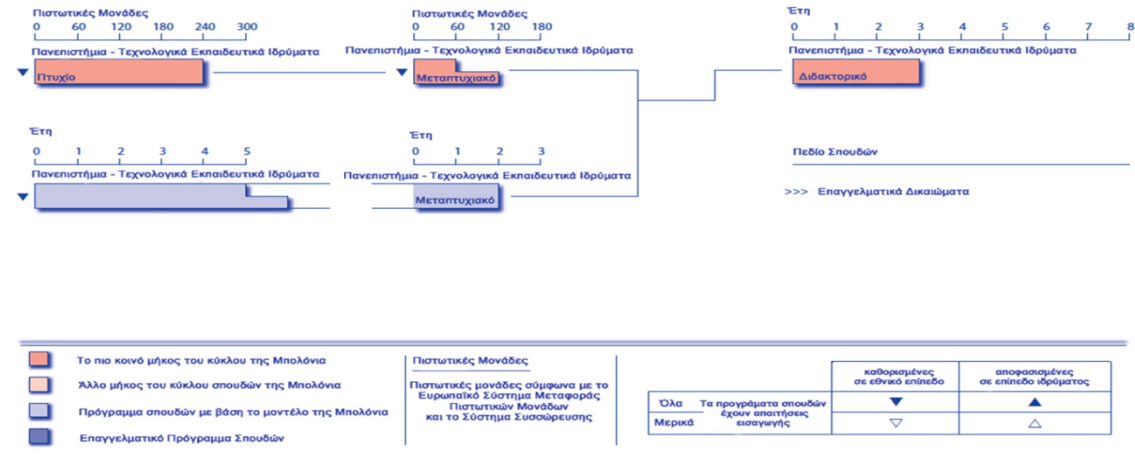 Πιστωτικές Μονάδες
0 60 120 180 240 300
Πανεπιστήμια - Τεχνολογικά Εκπαιδευτικά Ιδρύματα
Πτυχίο
Πιστωτικές Μονάδες
0 60 120 180
Πανεπιστήμια - Τεχνολογικά Εκπαιδευτικά Ιδρύματα
Μεταπτυχιακό
Έτη
0 1 2 3 4 5 6 7 8
Πανεπιστήμια - Τεχνολογικά Εκπαιδευτικά Ιδρύματα
Διδακτορικό
Έτη
0 1 2 3 4 5
Πανεπιστήμια - Τεχνολογικά Εκπαιδευτικά Ιδρύματα
Έτη
0 1 2 3
Πανεπιστήμια - Τεχνολογικά Εκπαιδευτικά Ιδρύματα
Μεταπτυχιακό
Πεδίο Σπουδών
>>> Επαγγελματικά Δικαιώματα
Το πιο κοινό μήκος του κύκλου της Μπολόνια
Άλλο μήκος του κύκλου σπουδών της Μπολόνια
Πρόγραμμα σπουδών με βάση το μοντέλο της Μπολόνια
Επαγγελματικό Πρόγραμμα Σπουδών
Πιστωτικές Μονάδες
Πιστωτικές μονάδες σύμφωνα με το
Ευρωπαϊκό Σύστημα Μεταφοράς
Πιστωτικών Μονάδων
και το Σύστημα Συσσώρευσης
καθορισμένες
σε εθνικό επίπεδο
αποφασισμένες
σε επίπεδο ιδρύματος
Όλα
Μερικά
Τα προγράματα σπουδών
έχουν απαιτήσεις
εισαγωγής